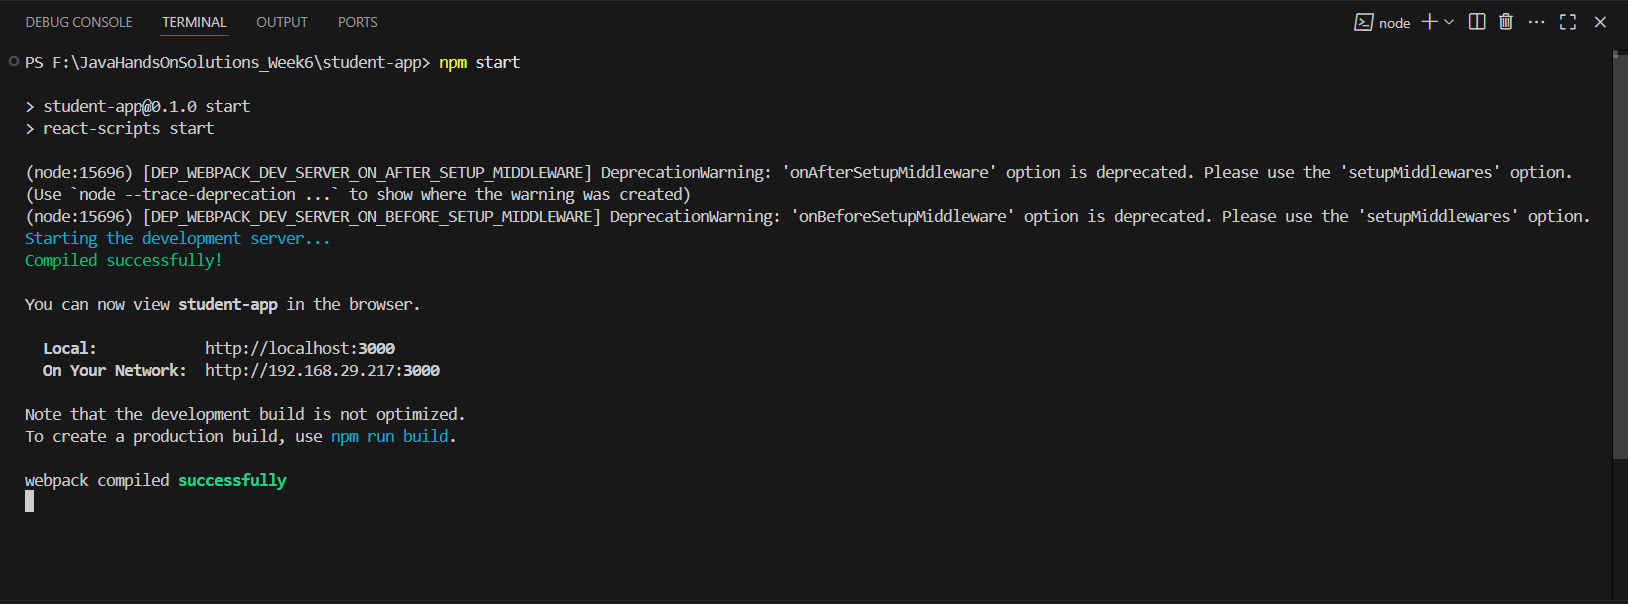 DEBUG CONSOLE TERMINAL OUTPUT PORTS node
PS F:\JavaHandsOnSolutions_Week6\student-app> npm start
> student-app@0.1.0 start
> react-scripts start
(node:15696) [DEP_WEBPACK_DEV_SERVER_ON_AFTER_SETUP_MIDDLEWARE] DeprecationWarning: 'onAfterSetupMiddleware' option is deprecated. Please use the 'setupMiddlewares' option.
(Use `node --trace-deprecation ...` to show where the warning was created)
(node:15696) [DEP_WEBPACK_DEV_SERVER_ON_BEFORE_SETUP_MIDDLEWARE] DeprecationWarning: 'onBeforeSetupMiddleware' option is deprecated. Please use the 'setupMiddlewares' option.
Starting the development server...
Compiled successfully!
You can now view student-app in the browser.
Local: http://localhost:3000
On Your Network: http://192.168.29.217:3000
Note that the development build is not optimized.
To create a production build, use npm run build.
webpack compiled successfully